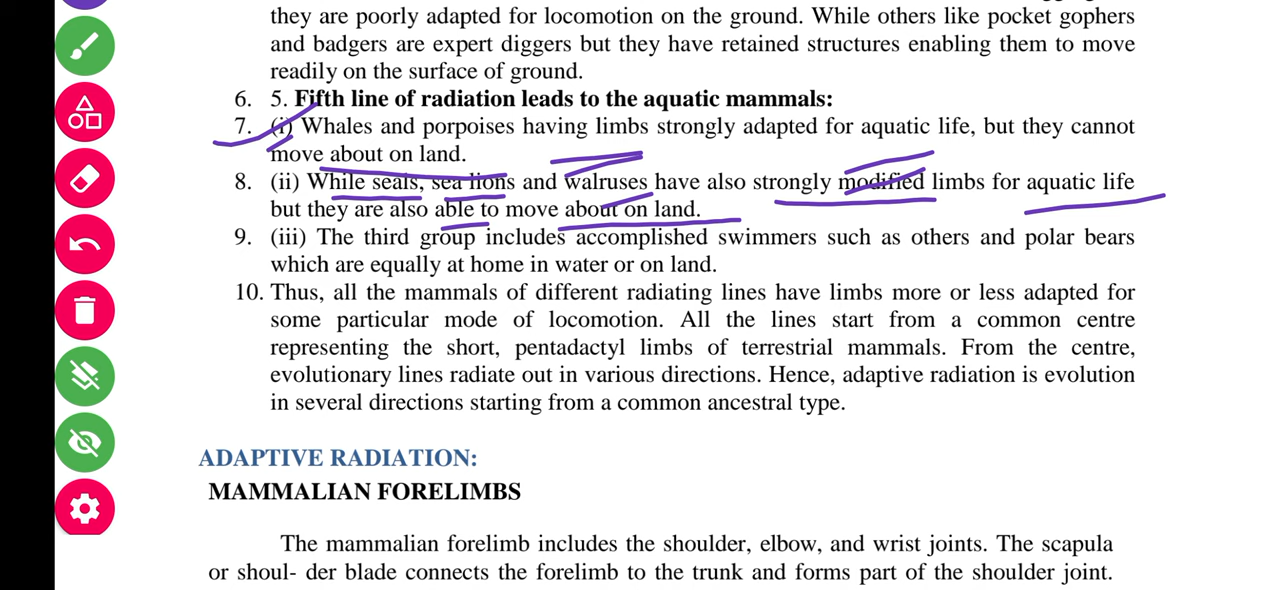 they are poorly adapted for locomotion on the ground. While others like pocket gophers
and badgers are expert diggers but they have retained structures enabling them to move
readily on the surface of ground.
6. 5. Fifth line of radiation leads to the aquatic mammals:
7. (i) Whales and porpoises having limbs strongly adapted for aquatic life, but they cannot
move about on land.
8. (ii) While seals, sea lions and walruses have also strongly modified limbs for aquatic life
but they are also able to move about on land.
9. (iii) The third group includes accomplished swimmers such as others and polar bears
which are equally at home in water or on land.
10. Thus, all the mammals of different radiating lines have limbs more or less adapted for
some particular mode of locomotion. All the lines start from a common centre
representing the short, pentadactyl limbs of terrestrial mammals. From the centre,
evolutionary lines radiate out in various directions. Hence, adaptive radiation is evolution
in several directions starting from a common ancestral type.
ADAPTIVE RADIATION:
MAMMALIAN FORELIMBS
The mammalian forelimb includes the shoulder, elbow, and wrist joints. The scapula
or shoul- der blade connects the forelimb to the trunk and forms part of the shoulder joint.